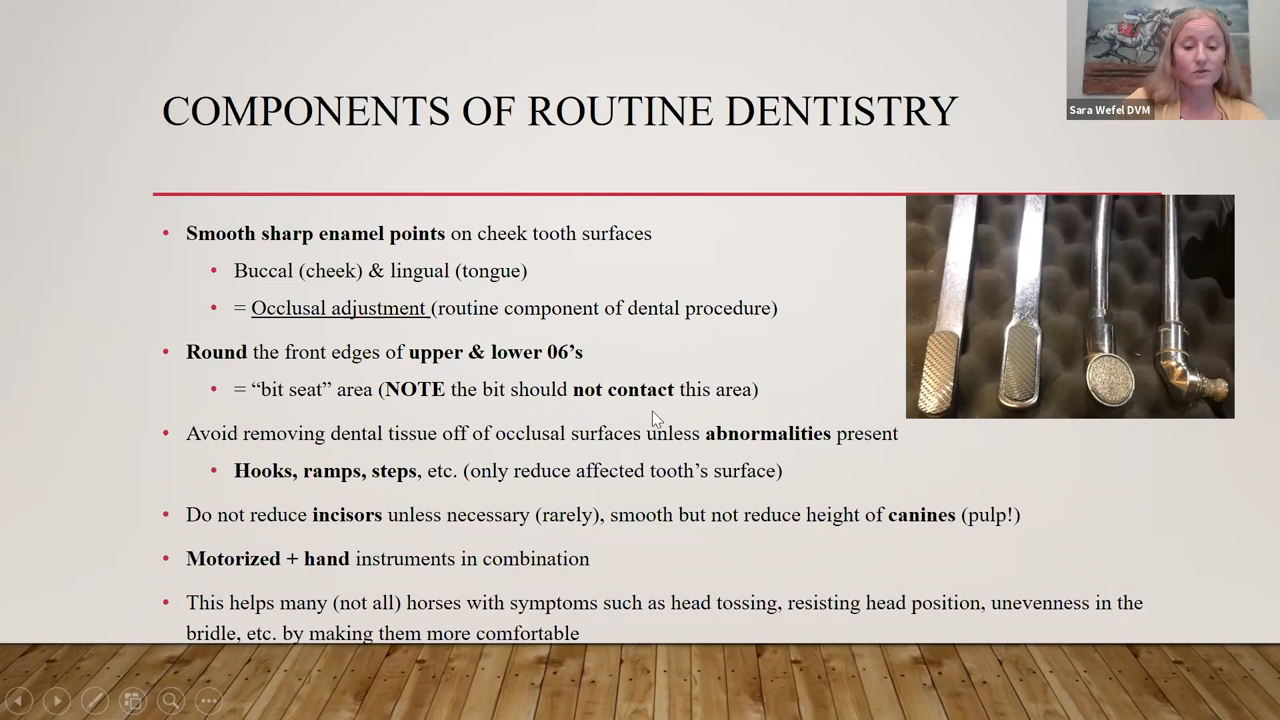 COMPONENTS OF ROUTINE DENTISTRY
Sara Wefel DVM
• Smooth sharp enamel points on cheek tooth surfaces
• Buccal (cheek) & lingual (tongue)
• = Occlusal adjustment (routine component of dental procedure)
• Round the front edges of upper & lower 06’s
• = “bit seat” area (NOTE the bit should not contact this area)
• Avoid removing dental tissue off of occlusal surfaces unless abnormalities present
• Hooks, ramps, steps, etc. (only reduce affected tooth’s surface)
• Do not reduce incisors unless necessary (rarely), smooth but not reduce height of canines (pulp!)
• Motorized + hand instruments in combination
• This helps many (not all) horses with symptoms such as head tossing, resisting head position, unevenness in the
bridle, etc. by making them more comfortable